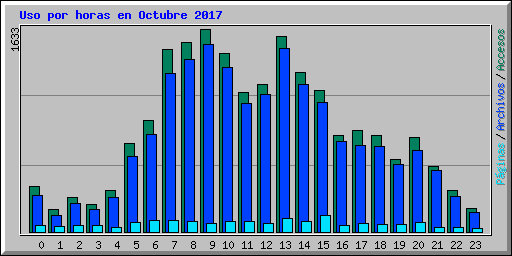 Uso por horas en Octubre 2017
1633
Páginas/Archivos/Accesos
0 1 2 3 4 5 6 7 8 9 10 11 12 13 14 15 16 17 18 19 20 21 22 23